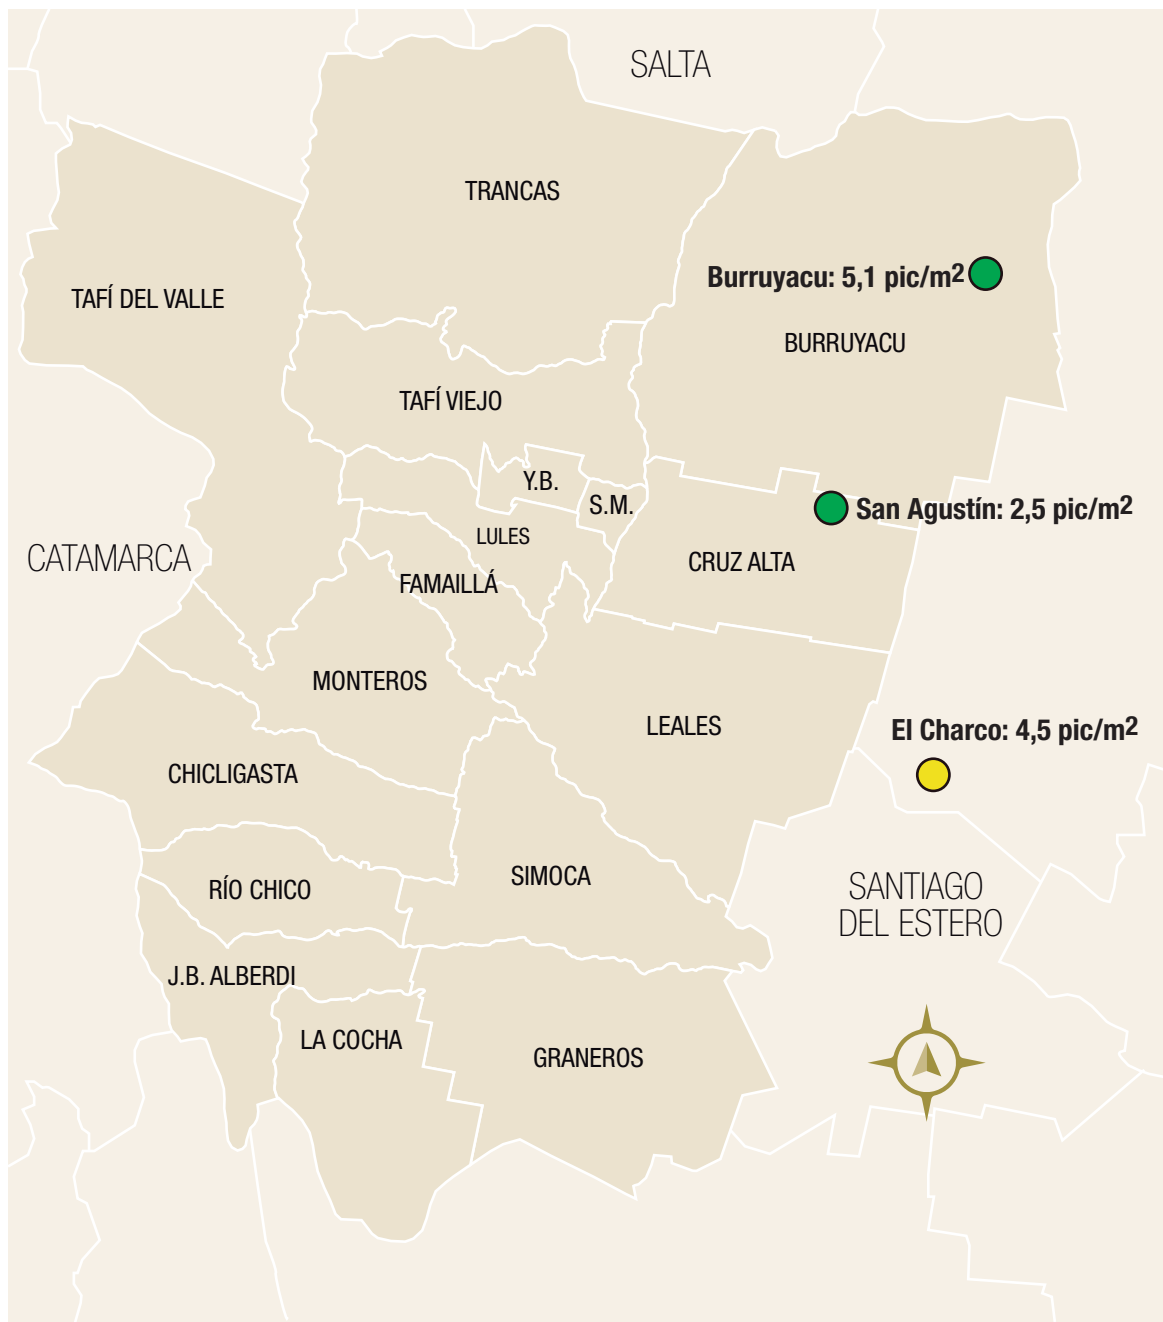 SALTA
TRANCAS
Burruyacu: 5,1 pic/m2
TAFÍ DEL VALLE
BURRUYACU
TAFÍ VIEJO
Y.B.
S.M.
San Agustín: 2,5 pic/m2
LULES
CATAMARCA
CRUZ ALTA
FAMAILLÁ
MONTEROS
LEALES
El Charco: 4,5 pic/m2
CHICLIGASTA
SIMOCA
RÍO CHICO
SANTIAGO
DEL ESTERO
J.B. ALBERDI
LA COCHA
GRANEROS